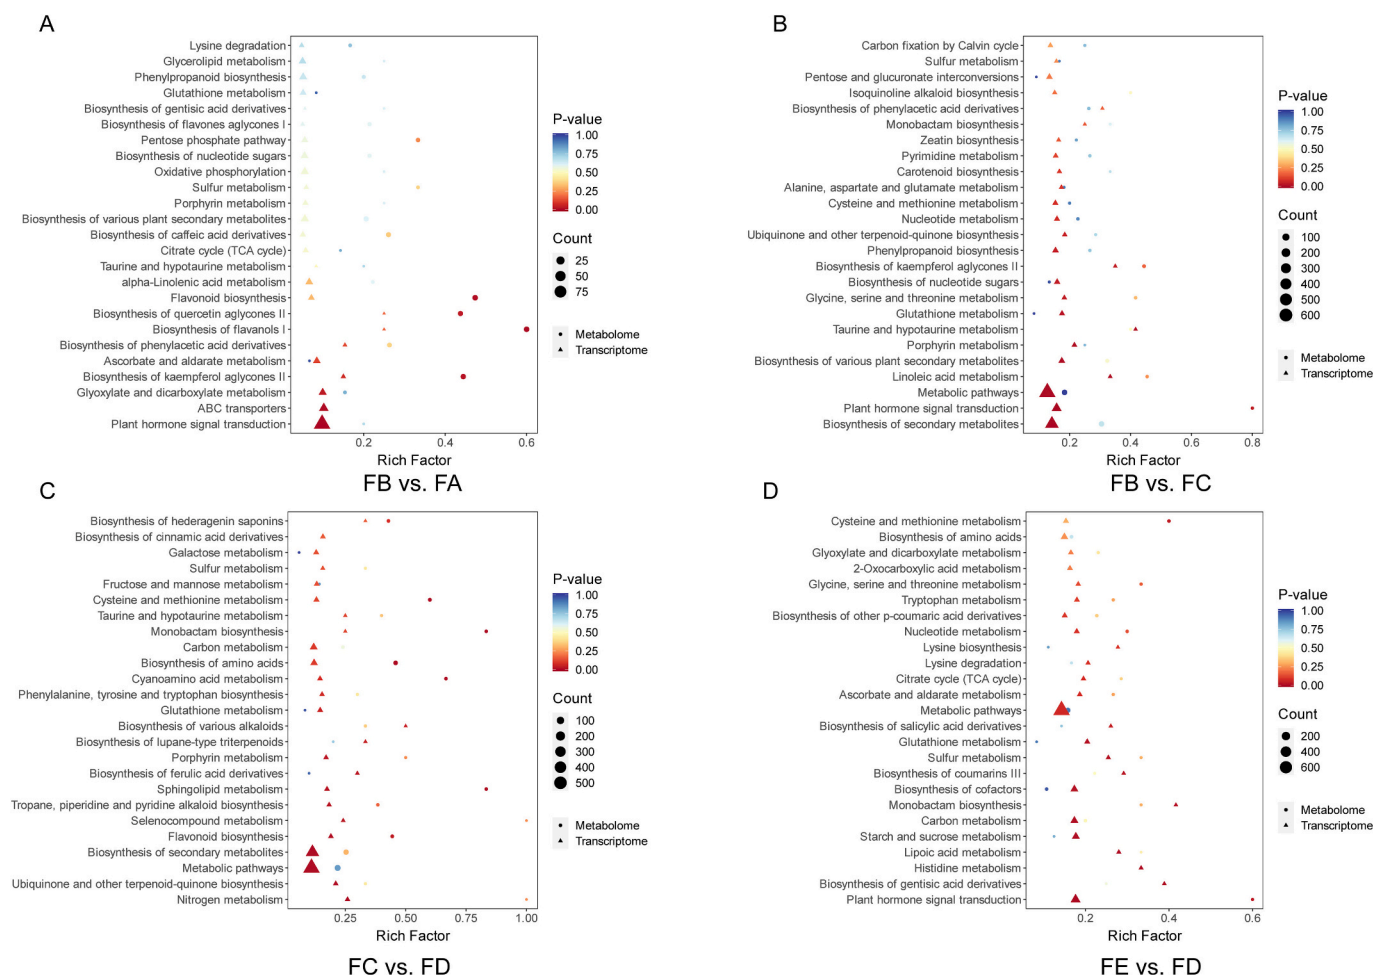 A
Lysine degradation
Glycerolipid metabolism
Phenylpropanoid biosynthesis
Glutathione metabolism
Biosynthesis of gentisic acid derivatives
Biosynthesis of flavones aglycones I
Pentose phosphate pathway
Biosynthesis of nucleotide sugars
Oxidative phosphorylation
Sulfur metabolism
Porphyrin metabolism
Biosynthesis of various plant secondary metabolites
Biosynthesis of caffeic acid derivatives
Citrate cycle (TCA cycle)
Taurine and hypotaurine metabolism
alpha-Linolenic acid metabolism
Flavonoid biosynthesis
Biosynthesis of quercetin aglycones II
Biosynthesis of flavanols I
Biosynthesis of phenylacetic acid derivatives
Ascorbate and aldarate metabolism
Biosynthesis of kaempferol aglycones II
Glyoxylate and dicarboxylate metabolism
ABC transporters
Plant hormone signal transduction
0.2 0.4 0.6
Rich Factor
FB vs. FA
P-value
1.00
0.75
0.50
0.25
0.00
Count
25
50
75
Metabolome
Transcriptome
B
Carbon fixation by Calvin cycle
Sulfur metabolism
Pentose and glucuronate interconversions
Isoquinoline alkaloid biosynthesis
Biosynthesis of phenylacetic acid derivatives
Monobactam biosynthesis
Zeatin biosynthesis
Pyrimidine metabolism
Carotenoid biosynthesis
Alanine, aspartate and glutamate metabolism
Cysteine and methionine metabolism
Nucleotide metabolism
Ubiquinone and other terpenoid-quinone biosynthesis
Phenylpropanoid biosynthesis
Biosynthesis of kaempferol aglycones II
Biosynthesis of nucleotide sugars
Glycine, serine and threonine metabolism
Glutathione metabolism
Taurine and hypotaurine metabolism
Porphyrin metabolism
Biosynthesis of various plant secondary metabolites
Linoleic acid metabolism
Metabolic pathways
Plant hormone signal transduction
Biosynthesis of secondary metabolites
0.2 0.4 0.6 0.8
Rich Factor
FB vs. FC
P-value
1.00
0.75
0.50
0.25
0.00
Count
100
200
300
400
500
600
Metabolome
Transcriptome
C
Biosynthesis of hederagenin saponins
Biosynthesis of cinnamic acid derivatives
Galactose metabolism
Sulfur metabolism
Fructose and mannose metabolism
Cysteine and methionine metabolism
Taurine and hypotaurine metabolism
Monobactam biosynthesis
Carbon metabolism
Biosynthesis of amino acids
Cyanoamino acid metabolism
Phenylalanine, tyrosine and tryptophan biosynthesis
Glutathione metabolism
Biosynthesis of various alkaloids
Biosynthesis of lupane-type triterpenoids
Porphyrin metabolism
Biosynthesis of ferulic acid derivatives
Sphingolipid metabolism
Tropane, piperidine and pyridine alkaloid biosynthesis
Selenocompound metabolism
Flavonoid biosynthesis
Biosynthesis of secondary metabolites
Metabolic pathways
Ubiquinone and other terpenoid-quinone biosynthesis
Nitrogen metabolism
0.25 0.50 0.75 1.00
Rich Factor
FC vs. FD
P-value
1.00
0.75
0.50
0.25
0.00
Count
100
200
300
400
500
Metabolome
Transcriptome
D
Cysteine and methionine metabolism
Biosynthesis of amino acids
Glyoxylate and dicarboxylate metabolism
2-Oxocarboxylic acid metabolism
Glycine, serine and threonine metabolism
Tryptophan metabolism
Biosynthesis of other p-coumaric acid derivatives
Nucleotide metabolism
Lysine biosynthesis
Lysine degradation
Citrate cycle (TCA cycle)
Ascorbate and aldarate metabolism
Metabolic pathways
Biosynthesis of salicylic acid derivatives
Glutathione metabolism
Sulfur metabolism
Biosynthesis of coumarins III
Biosynthesis of cofactors
Monobactam biosynthesis
Carbon metabolism
Starch and sucrose metabolism
Lipoic acid metabolism
Histidine metabolism
Biosynthesis of gentisic acid derivatives
Plant hormone signal transduction
0.2 0.4 0.6
Rich Factor
FE vs. FD
P-value
1.00
0.75
0.50
0.25
0.00
Count
200
400
600
Metabolome
Transcriptome